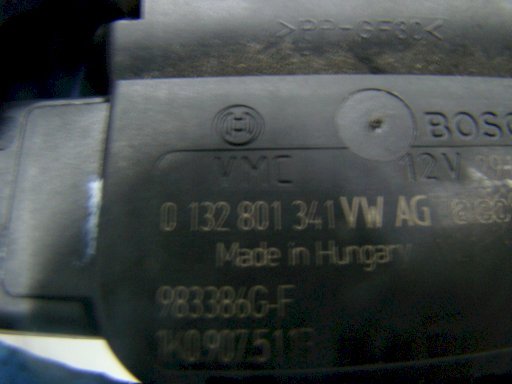 >PP-GF30<
BOSC
VMC 12V
0 132 801 341 VW AG
Made in Hungary
983386G-F
1K0.907.511